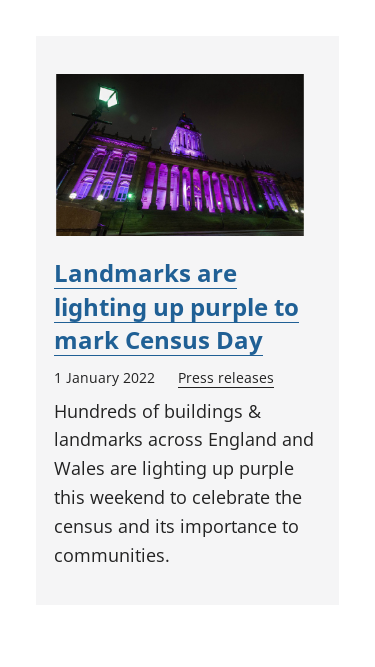 Landmarks are
lighting up purple to
mark Census Day
1 January 2022 Press releases
Hundreds of buildings &
landmarks across England and
Wales are lighting up purple
this weekend to celebrate the
census and its importance to
communities.